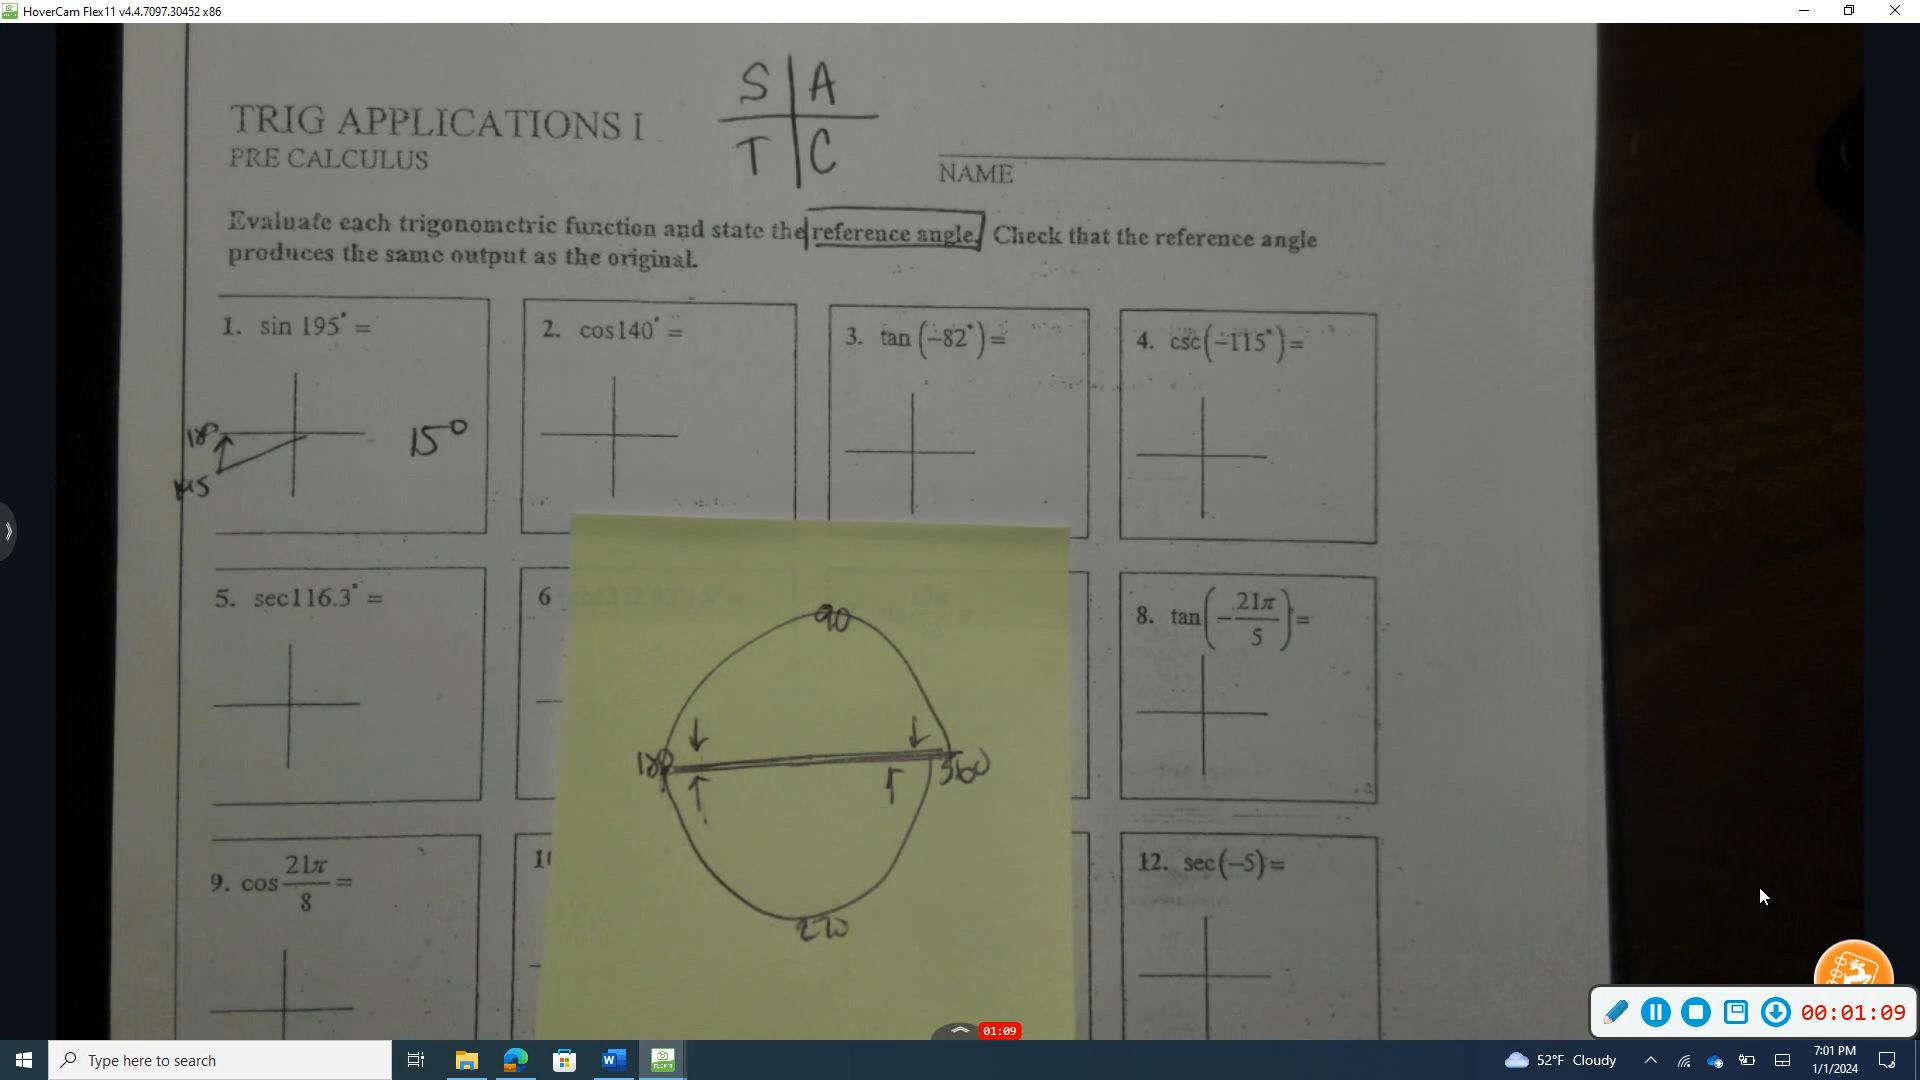 HoverCam Flex11 v4.4.7097.30452 x86
S A
T C
TRIG APPLICATIONS I
PRE CALCULUS
NAME
Evaluate each trigonometric function and state the reference angle. Check that the reference angle
produces the same output as the original.
1. sin 195° =
180
195
15°
2. cos140° =
3. tan (−82°) =
4. csc(−115°) =
5. sec116.3° =
6
8. tan(−21π/5) =
90
180
360
270
9. cos 21π/8 =
12. sec(−5) =
01:09
00:01:09
Type here to search
52°F Cloudy
7:01 PM
1/1/2024